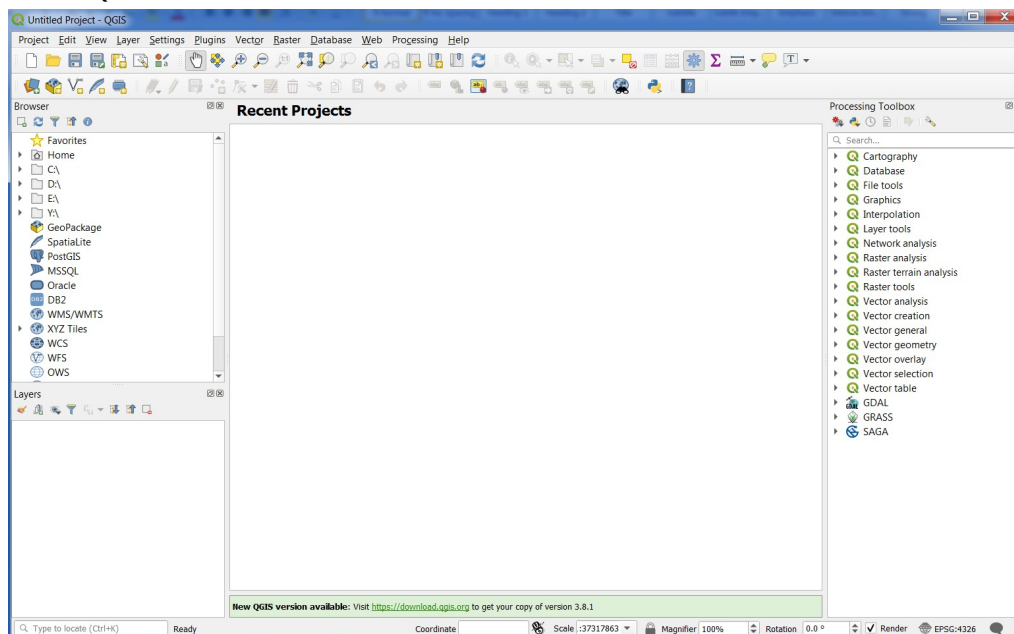 Untitled Project - QGIS
Project Edit View Layer Settings Plugins Vector Raster Database Web Processing Help
Browser
Favorites
Home
C:\
D:\
E:\
Y:\
GeoPackage
SpatiaLite
PostGIS
MSSQL
Oracle
DB2
WMS/WMTS
XYZ Tiles
WCS
WFS
OWS
Layers
Recent Projects
New QGIS version available: Visit https://download.qgis.org to get your copy of version 3.8.1
Processing Toolbox
Search...
Cartography
Database
File tools
Graphics
Interpolation
Layer tools
Network analysis
Raster analysis
Raster terrain analysis
Raster tools
Vector analysis
Vector creation
Vector general
Vector geometry
Vector overlay
Vector selection
Vector table
GDAL
GRASS
SAGA
Type to locate (Ctrl+K) Ready Coordinate Scale :37317863 Magnifier 100% Rotation 0.0 ° Render EPSG:4326